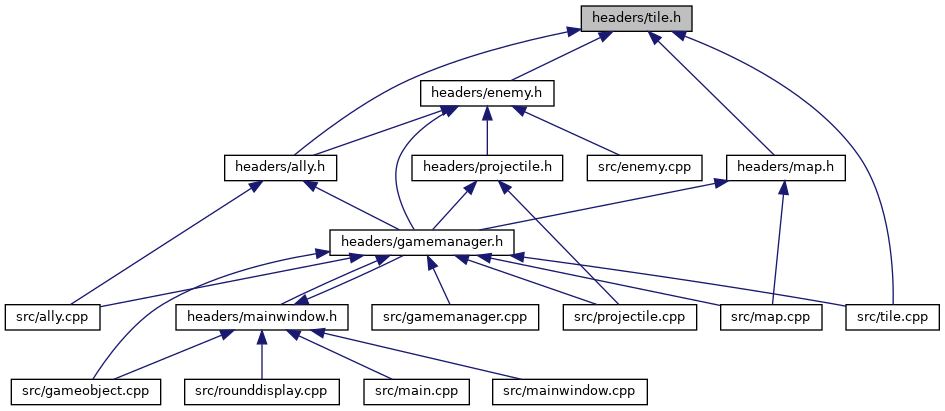 headers/tile.h
headers/enemy.h
headers/ally.h
headers/projectile.h
src/enemy.cpp
headers/map.h
headers/gamemanager.h
src/ally.cpp
headers/mainwindow.h
src/gamemanager.cpp
src/projectile.cpp
src/map.cpp
src/tile.cpp
src/gameobject.cpp
src/rounddisplay.cpp
src/main.cpp
src/mainwindow.cpp